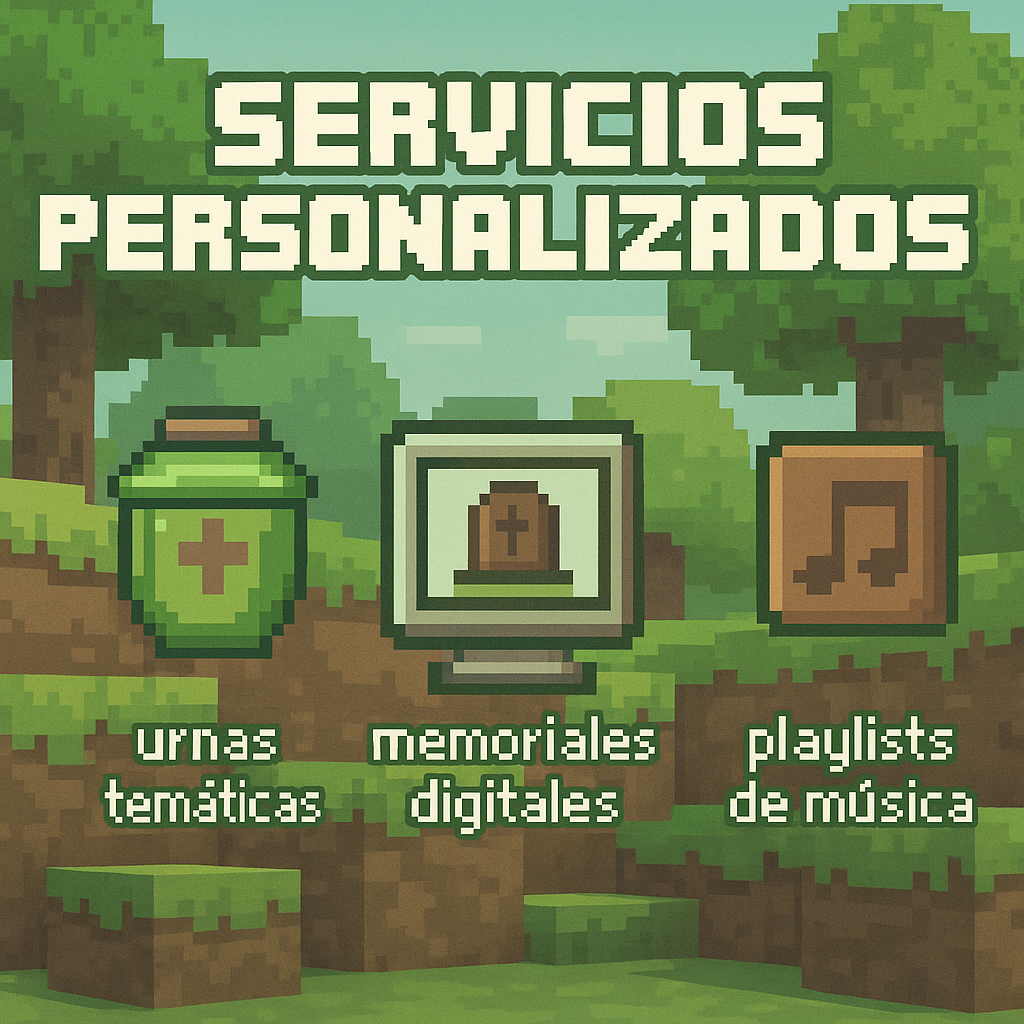 SERVICIOS
PERSONALIZADOS
urnas
temáticas
memoriales
digitales
playlists
de música